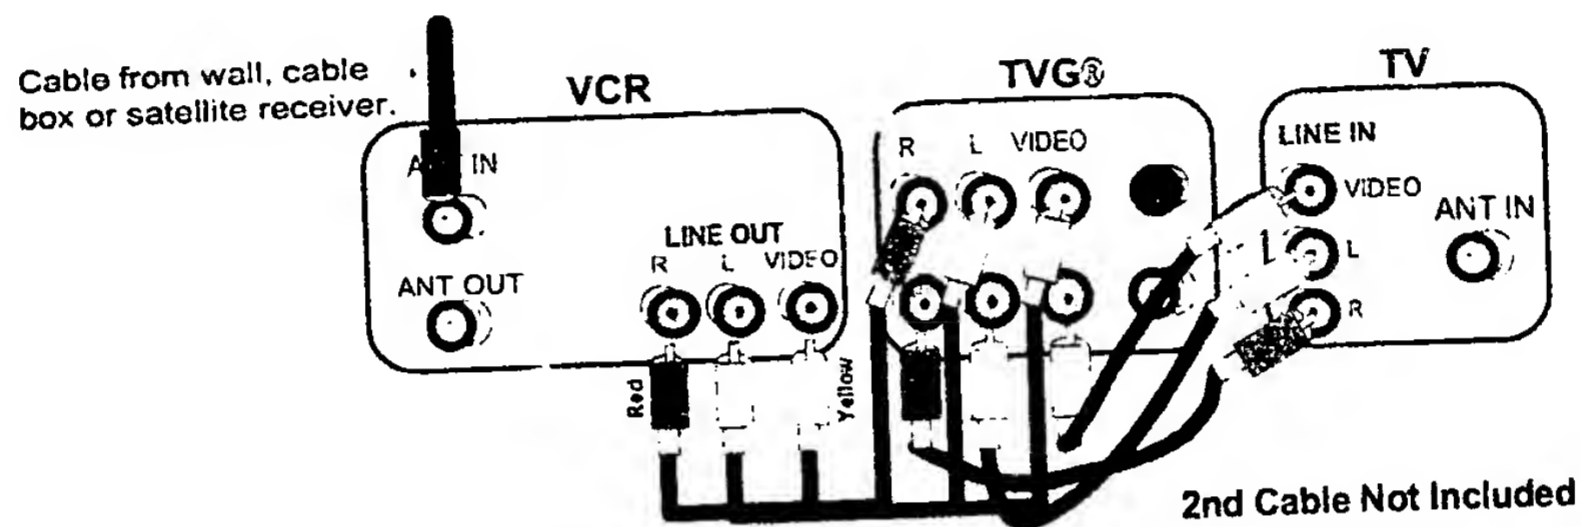 Cable from wall, cable
box or satellite receiver.
VCR
TVG®
TV
ANT IN
ANT OUT
LINE OUT
R L VIDEO
Red
Yellow
R L VIDEO
LINE IN
VIDEO
L
R
ANT IN
2nd Cable Not Included